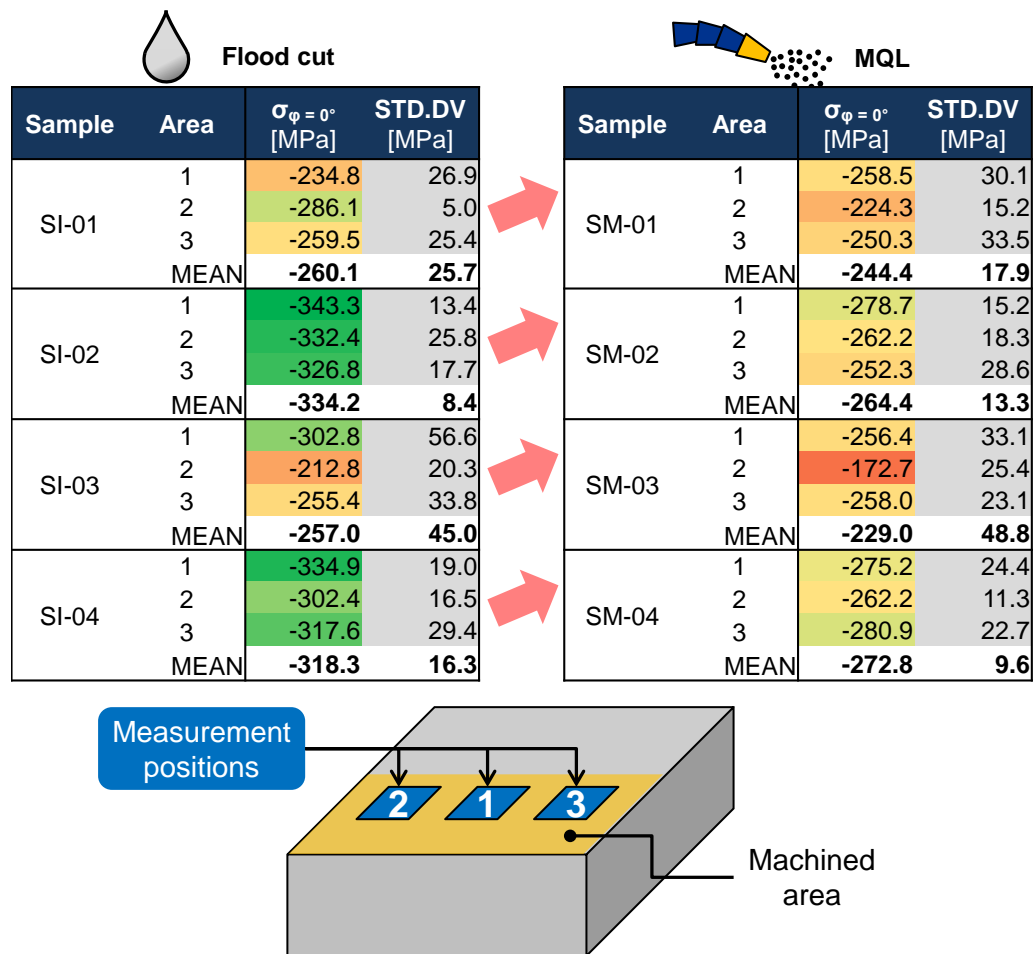 Flood cut
Sample Area σφ = 0° [MPa] STD.DV [MPa]
SI-01
1 -234.8 26.9
2 -286.1 5.0
3 -259.5 25.4
MEAN -260.1 25.7
SI-02
1 -343.3 13.4
2 -332.4 25.8
3 -326.8 17.7
MEAN -334.2 8.4
SI-03
1 -302.8 56.6
2 -212.8 20.3
3 -255.4 33.8
MEAN -257.0 45.0
SI-04
1 -334.9 19.0
2 -302.4 16.5
3 -317.6 29.4
MEAN -318.3 16.3
MQL
Sample Area σφ = 0° [MPa] STD.DV [MPa]
SM-01
1 -258.5 30.1
2 -224.3 15.2
3 -250.3 33.5
MEAN -244.4 17.9
SM-02
1 -278.7 15.2
2 -262.2 18.3
3 -252.3 28.6
MEAN -264.4 13.3
SM-03
1 -256.4 33.1
2 -172.7 25.4
3 -258.0 23.1
MEAN -229.0 48.8
SM-04
1 -275.2 24.4
2 -262.2 11.3
3 -280.9 22.7
MEAN -272.8 9.6
Measurement
positions
2 1 3
Machined
area